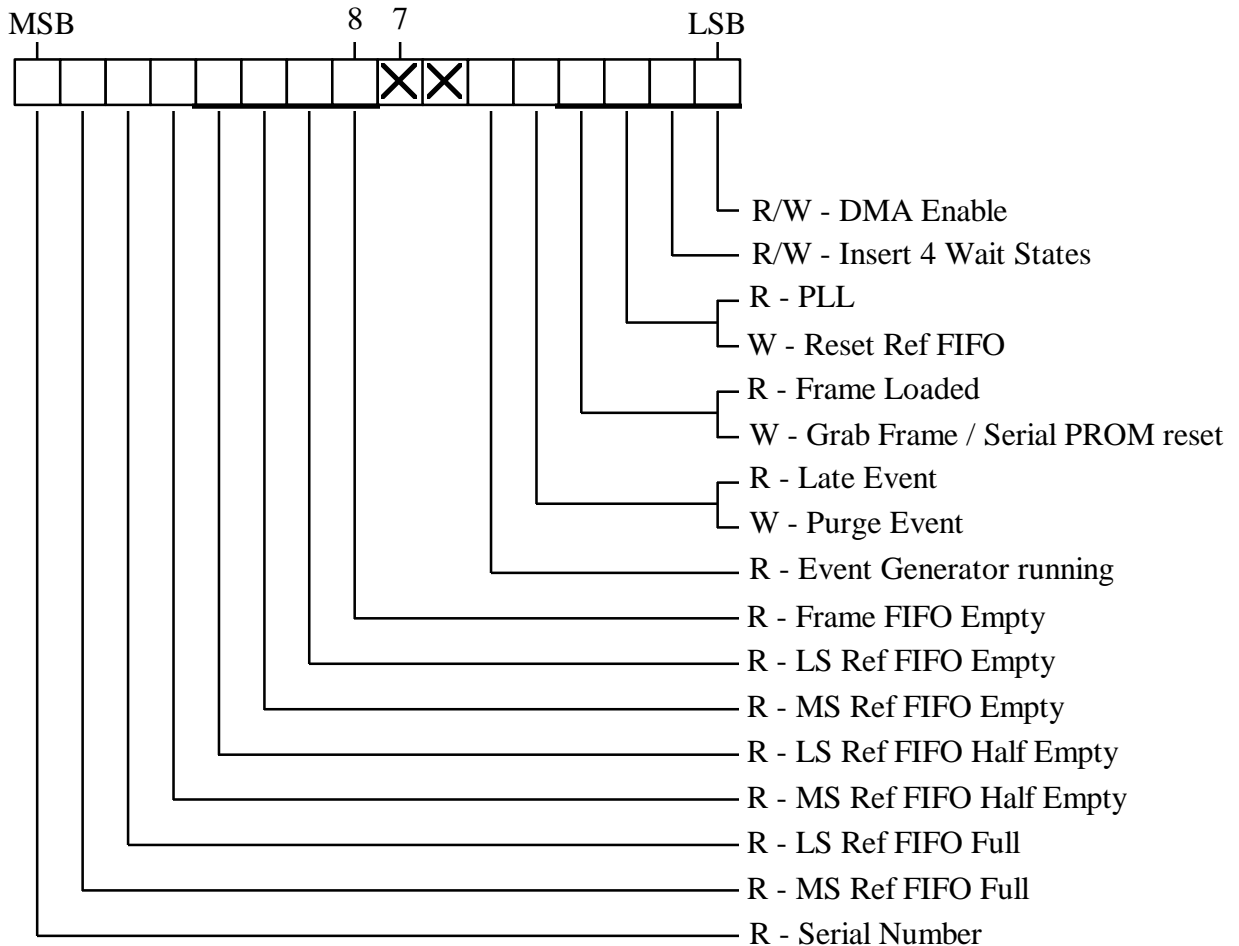 MSB 8 7 LSB
R/W - DMA Enable
R/W - Insert 4 Wait States
R - PLL
W - Reset Ref FIFO
R - Frame Loaded
W - Grab Frame / Serial PROM reset
R - Late Event
W - Purge Event
R - Event Generator running
R - Frame FIFO Empty
R - LS Ref FIFO Empty
R - MS Ref FIFO Empty
R - LS Ref FIFO Half Empty
R - MS Ref FIFO Half Empty
R - LS Ref FIFO Full
R - MS Ref FIFO Full
R - Serial Number